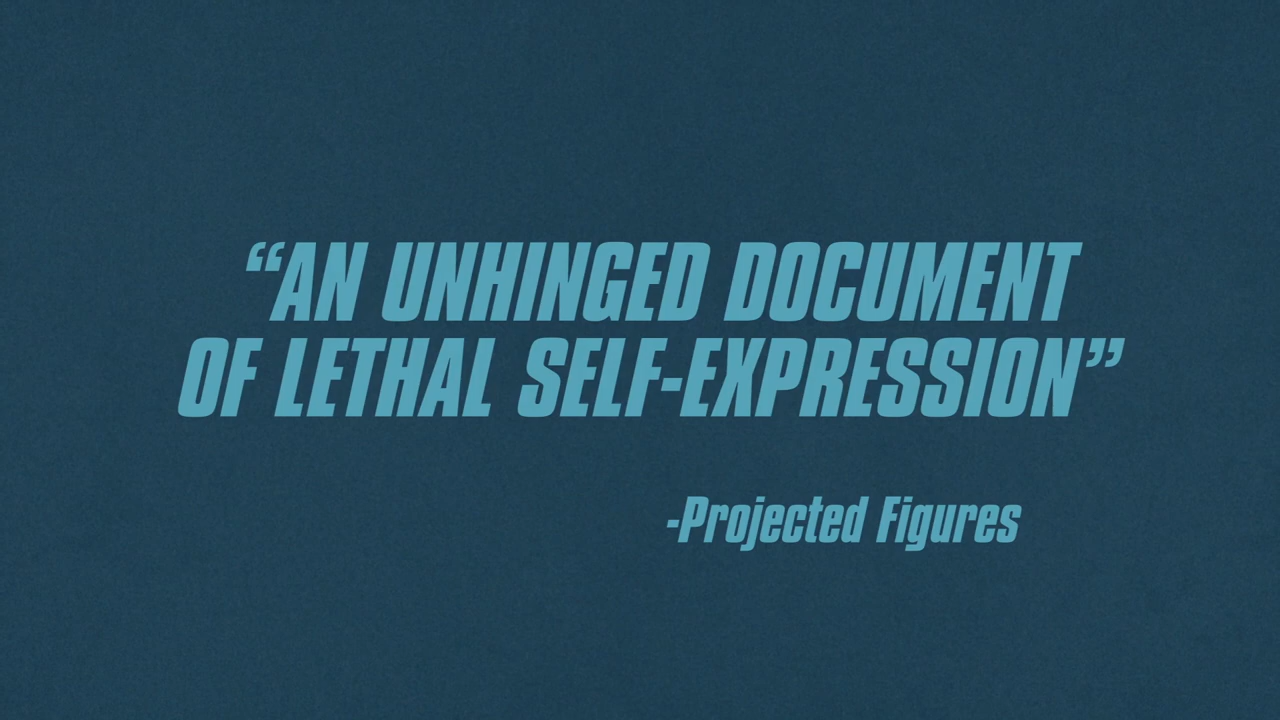 “AN UNHINGED DOCUMENT
OF LETHAL SELF-EXPRESSION”
-Projected Figures